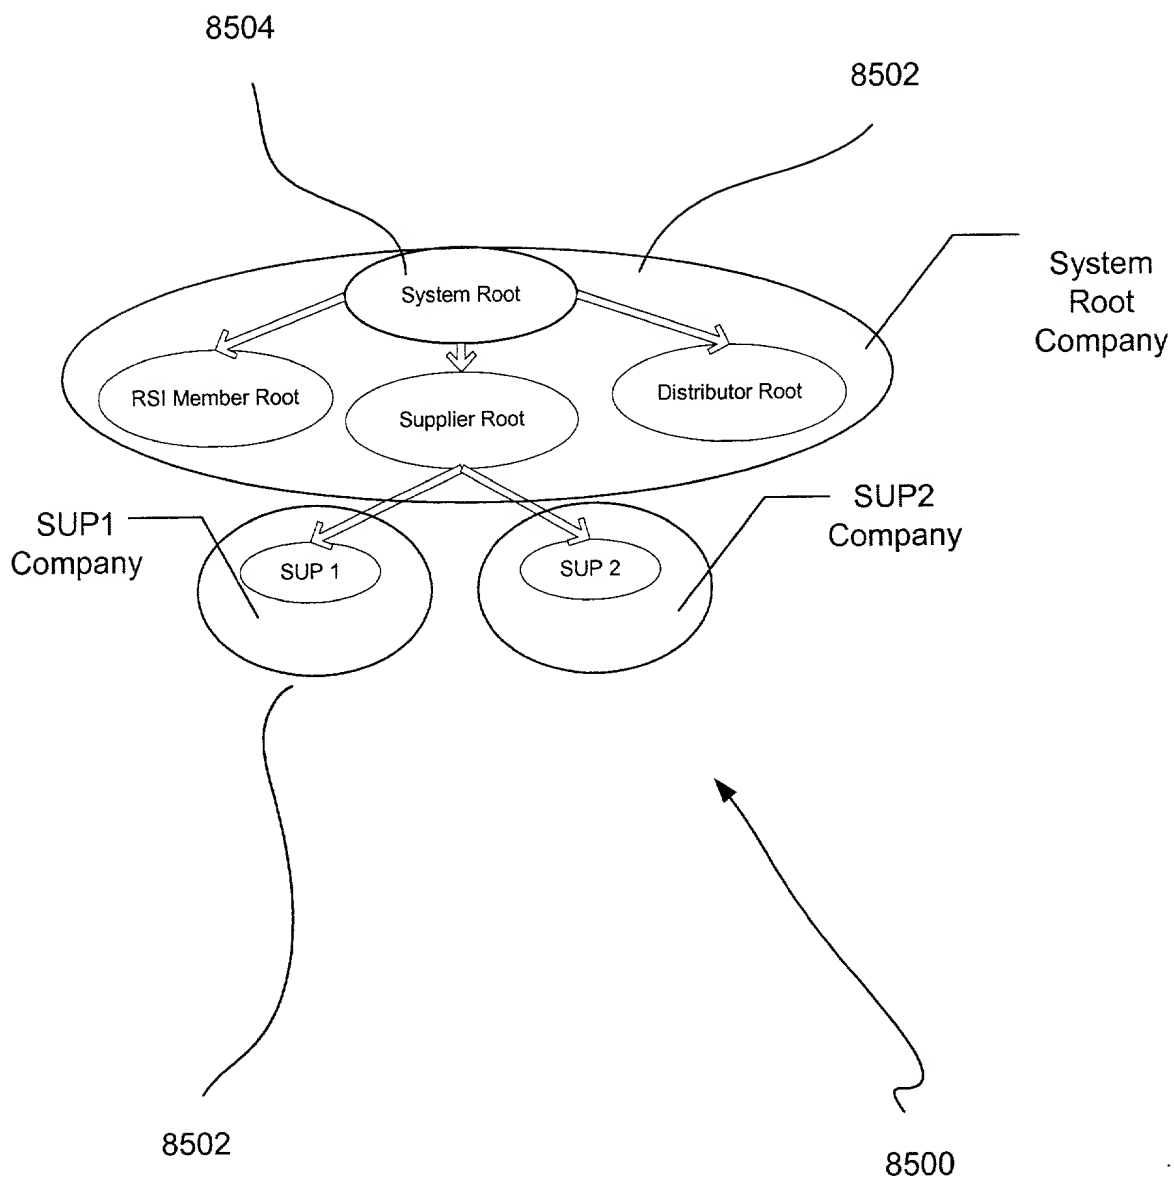 8504
8502
System
Root
Company
System Root
RSI Member Root
Supplier Root
Distributor Root
SUP1
Company
SUP2
Company
SUP 1
SUP 2
8502
8500